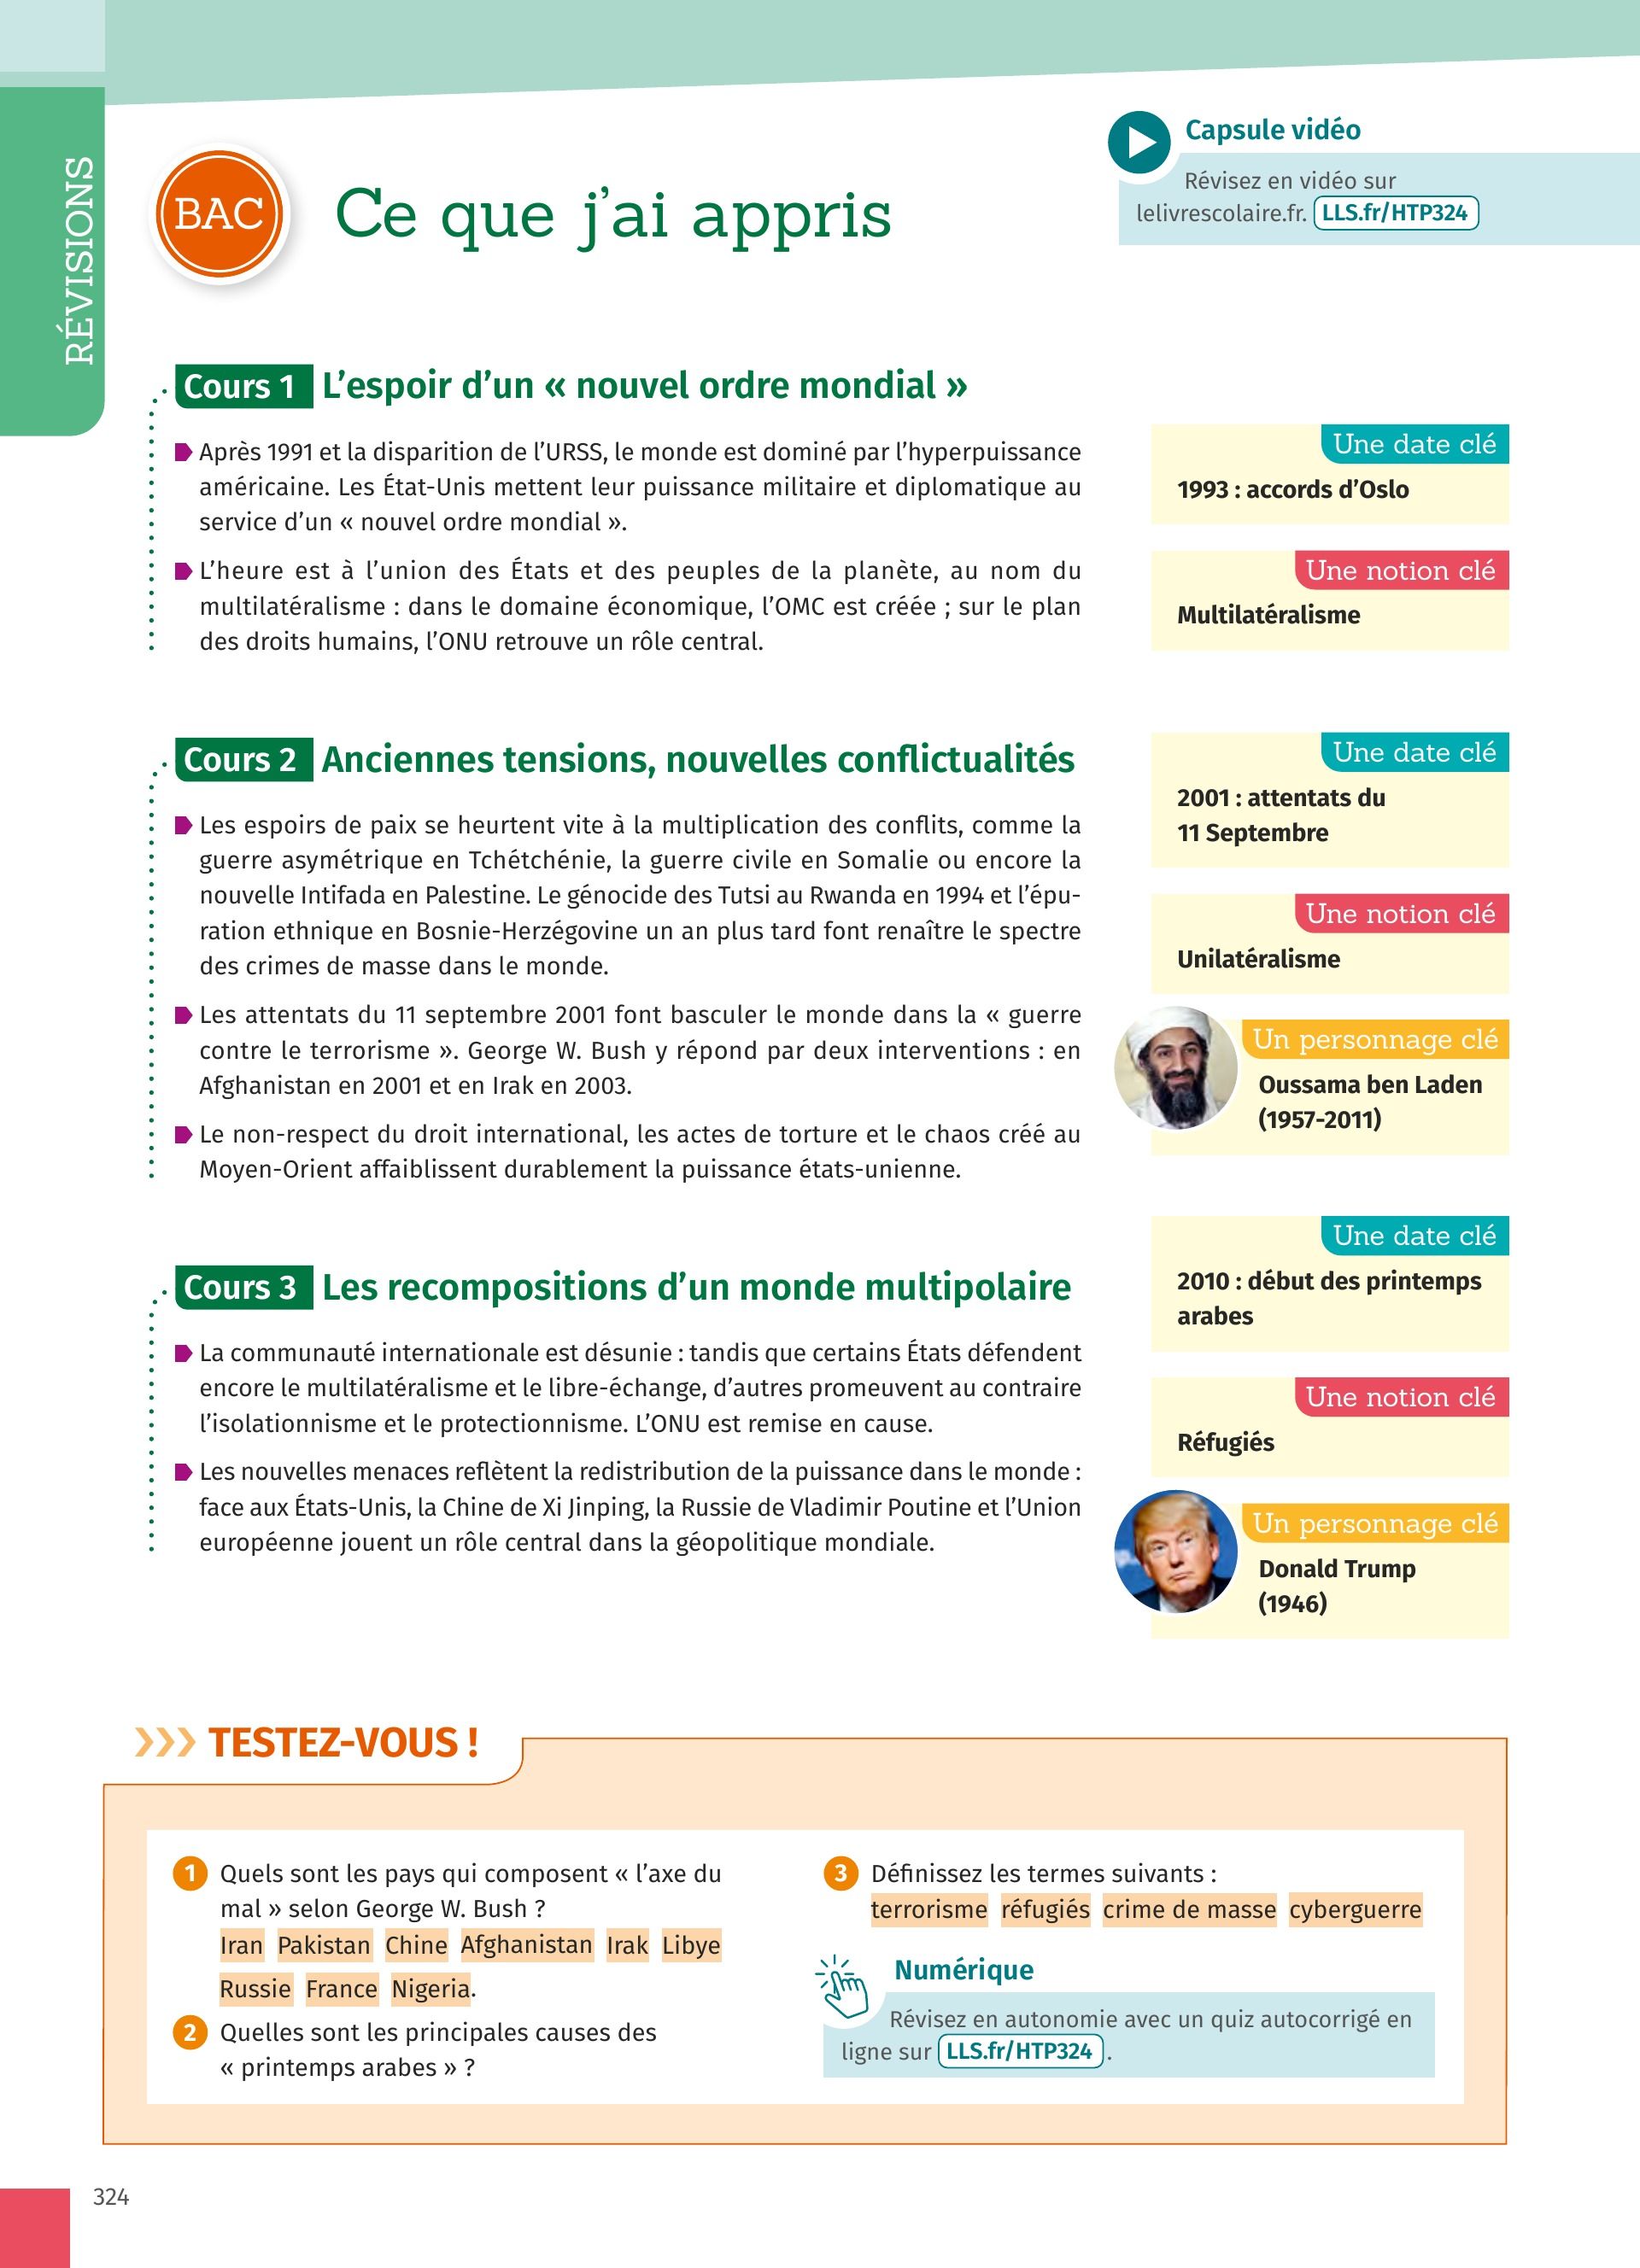 RÉVISIONS
BAC
Ce que j’ai appris
Capsule vidéo
Révisez en vidéo sur
lelivrescolaire.fr. LLS.fr/HTP324
Cours 1 L’espoir d’un « nouvel ordre mondial »
Après 1991 et la disparition de l’URSS, le monde est dominé par l’hyperpuissance
américaine. Les État-Unis mettent leur puissance militaire et diplomatique au
service d’un « nouvel ordre mondial ».
L’heure est à l’union des États et des peuples de la planète, au nom du
multilatéralisme : dans le domaine économique, l’OMC est créée ; sur le plan
des droits humains, l’ONU retrouve un rôle central.
Une date clé
1993 : accords d’Oslo
Une notion clé
Multilatéralisme
Cours 2 Anciennes tensions, nouvelles conflictualités
Les espoirs de paix se heurtent vite à la multiplication des conflits, comme la
guerre asymétrique en Tchétchénie, la guerre civile en Somalie ou encore la
nouvelle Intifada en Palestine. Le génocide des Tutsi au Rwanda en 1994 et l’épu-
ration ethnique en Bosnie-Herzégovine un an plus tard font renaître le spectre
des crimes de masse dans le monde.
Les attentats du 11 septembre 2001 font basculer le monde dans la « guerre
contre le terrorisme ». George W. Bush y répond par deux interventions : en
Afghanistan en 2001 et en Irak en 2003.
Le non-respect du droit international, les actes de torture et le chaos créé au
Moyen-Orient affaiblissent durablement la puissance états-unienne.
Une date clé
2001 : attentats du
11 Septembre
Une notion clé
Unilatéralisme
Un personnage clé
Oussama ben Laden
(1957-2011)
Cours 3 Les recompositions d’un monde multipolaire
La communauté internationale est désunie : tandis que certains États défendent
encore le multilatéralisme et le libre-échange, d’autres promeuvent au contraire
l’isolationnisme et le protectionnisme. L’ONU est remise en cause.
Les nouvelles menaces reflètent la redistribution de la puissance dans le monde :
face aux États-Unis, la Chine de Xi Jinping, la Russie de Vladimir Poutine et l’Union
européenne jouent un rôle central dans la géopolitique mondiale.
Une date clé
2010 : début des printemps
arabes
Une notion clé
Réfugiés
Un personnage clé
Donald Trump
(1946)
TESTEZ-VOUS !
1 Quels sont les pays qui composent « l’axe du
mal » selon George W. Bush ?
Iran Pakistan Chine Afghanistan Irak Libye
Russie France Nigeria.
2 Quelles sont les principales causes des
« printemps arabes » ?
3 Définissez les termes suivants :
terrorisme réfugiés crime de masse cyberguerre
Numérique
Révisez en autonomie avec un quiz autocorrigé en
ligne sur LLS.fr/HTP324 .
324